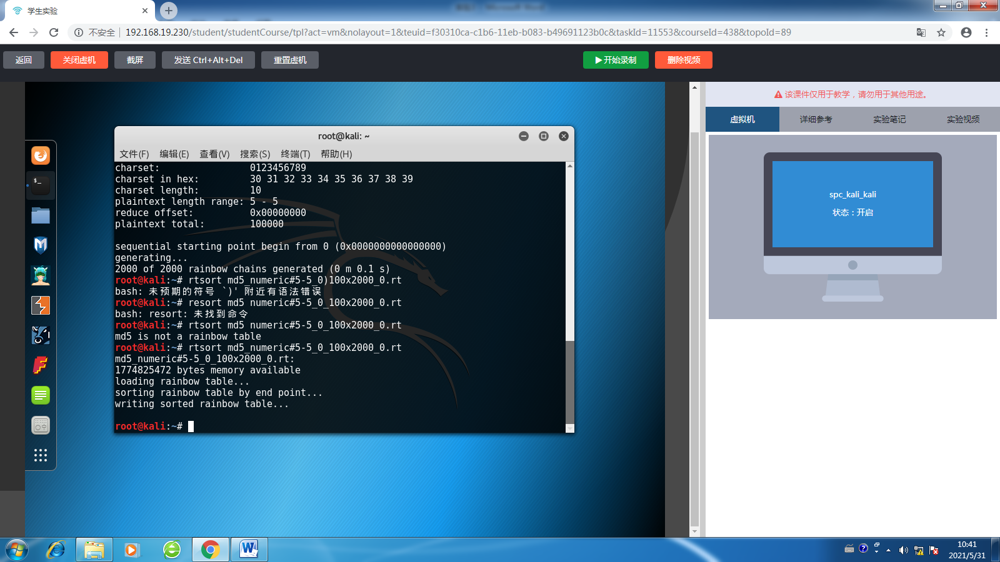 学生实验
不安全
192.168.19.230/student/studentCourse/tpl?act=vm&nolayout=1&teuid=f30310ca-c1b6-11eb-b083-b49691123b0c&taskId=11553&courseId=438&topoId=89
返回 关闭虚机 截屏 发送 Ctrl+Alt+Del 重置虚机 开始录制 删除视频
该课件仅用于教学，请勿用于其他用途。
虚拟机 详细参考 实验笔记 实验视频
spc_kali_kali
状态：开启
root@kali: ~
文件(F) 编辑(E) 查看(V) 搜索(S) 终端(T) 帮助(H)
charset: 0123456789
charset in hex: 30 31 32 33 34 35 36 37 38 39
charset length: 10
plaintext length range: 5 - 5
reduce offset: 0x00000000
plaintext total: 100000
sequential starting point begin from 0 (0x0000000000000000)
generating...
2000 of 2000 rainbow chains generated (0 m 0.1 s)
root@kali:~# rtsort md5_numeric#5-5_0)100x2000_0.rt
bash: 未预期的符号 `)' 附近有语法错误
root@kali:~# resort md5 numeric#5-5_0_100x2000_0.rt
bash: resort: 未找到命令
root@kali:~# rtsort md5 numeric#5-5_0_100x2000_0.rt
md5 is not a rainbow table
root@kali:~# rtsort md5_numeric#5-5_0_100x2000_0.rt
md5_numeric#5-5_0_100x2000_0.rt:
1774825472 bytes memory available
loading rainbow table...
sorting rainbow table by end point...
writing sorted rainbow table...
root@kali:~#
10:41
2021/5/31